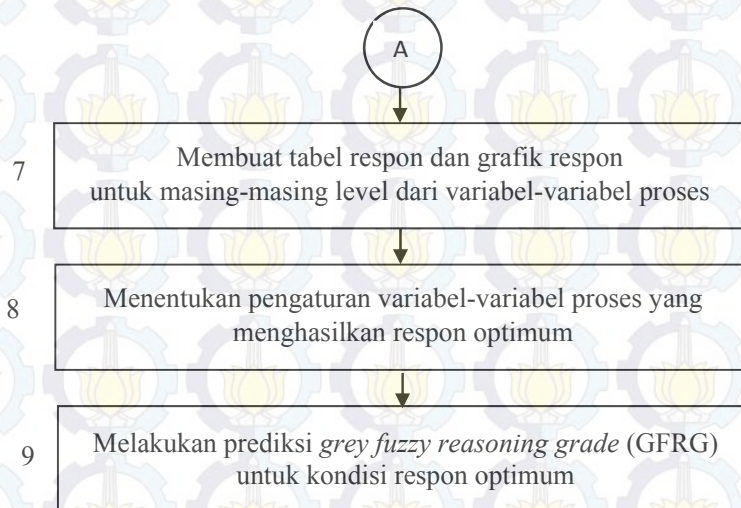 A
7
Membuat tabel respon dan grafik respon
untuk masing-masing level dari variabel-variabel proses
8
Menentukan pengaturan variabel-variabel proses yang
menghasilkan respon optimum
9
Melakukan prediksi grey fuzzy reasoning grade (GFRG)
untuk kondisi respon optimum